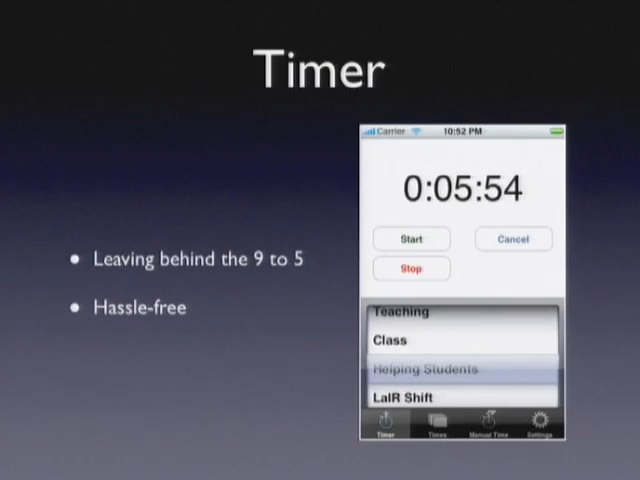 Timer
• Leaving behind the 9 to 5
• Hassle-free
Carrier 10:52 PM
0:05:54
Start Cancel
Stop
Teaching
Class
Helping Students
LaIR Shift
Timer Times Manual Time Settings